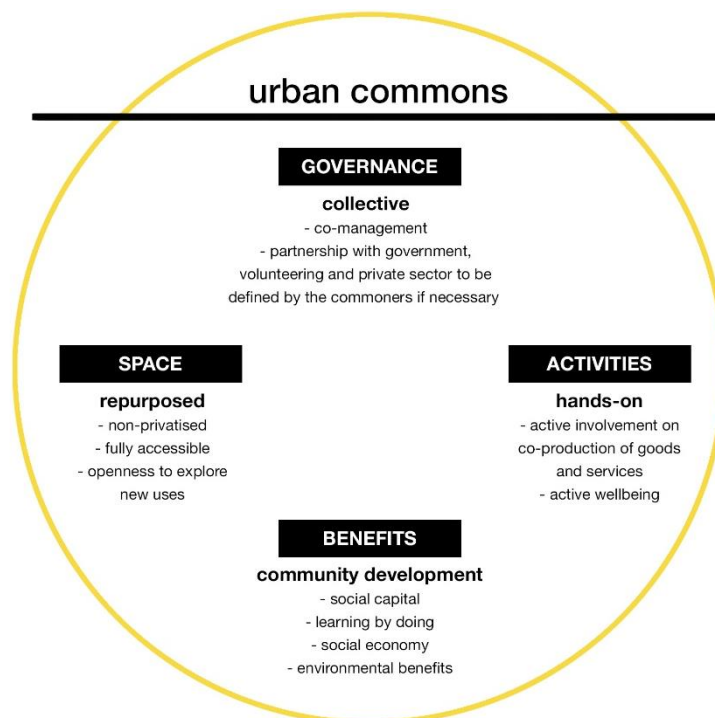 urban commons
GOVERNANCE
collective
- co-management
- partnership with government,
volunteering and private sector to be
defined by the commoners if necessary
SPACE
repurposed
- non-privatised
- fully accessible
- openness to explore
new uses
ACTIVITIES
hands-on
- active involvement on
co-production of goods
and services
- active wellbeing
BENEFITS
community development
- social capital
- learning by doing
- social economy
- environmental benefits